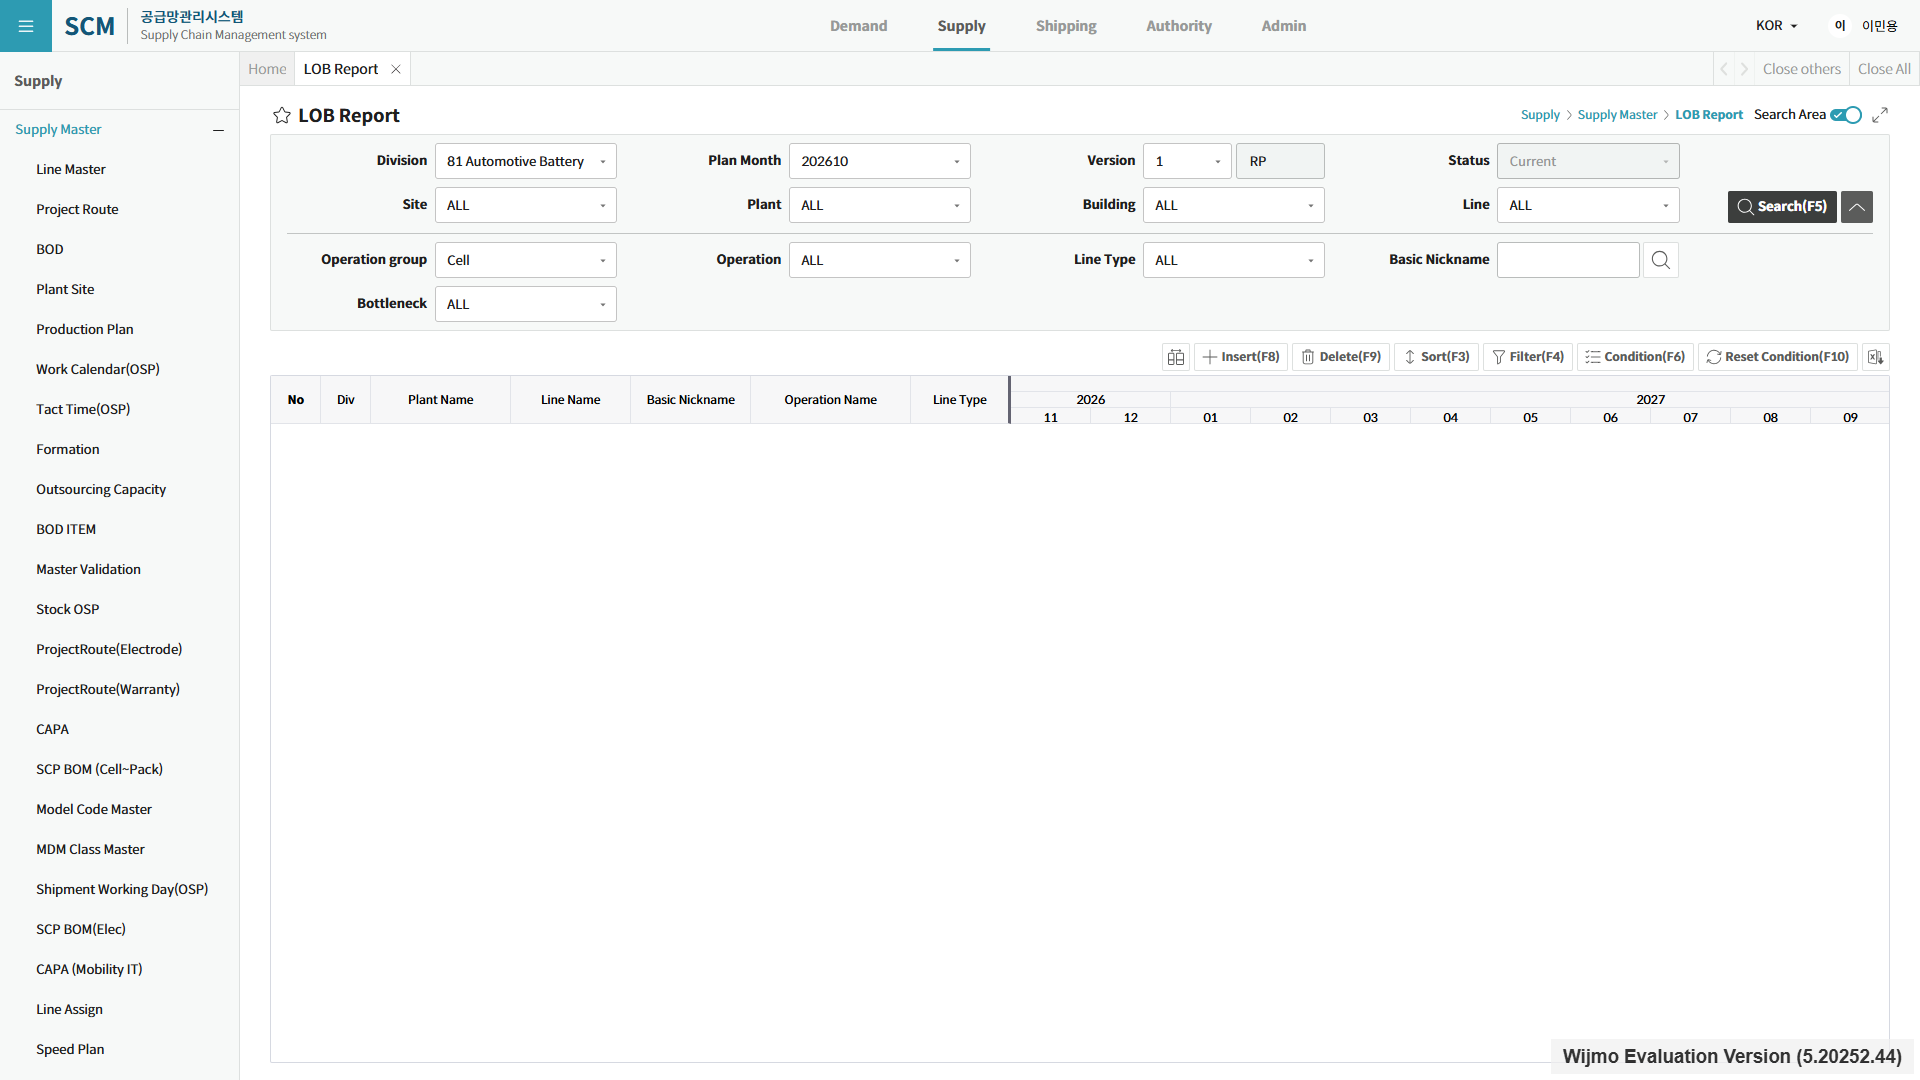 SCM 공급망관리시스템
Supply Chain Management system
Demand Supply Shipping Authority Admin
KOR 이 이민용
Supply
Home LOB Report Close others Close All
Supply Master
Line Master
Project Route
BOD
Plant Site
Production Plan
Work Calendar(OSP)
Tact Time(OSP)
Formation
Outsourcing Capacity
BOD ITEM
Master Validation
Stock OSP
ProjectRoute(Electrode)
ProjectRoute(Warranty)
CAPA
SCP BOM (Cell~Pack)
Model Code Master
MDM Class Master
Shipment Working Day(OSP)
SCP BOM(Elec)
CAPA (Mobility IT)
Line Assign
Speed Plan
LOB Report
Supply > Supply Master > LOB Report Search Area
Division 81 Automotive Battery Plan Month 202610 Version 1 RP Status Current
Site ALL Plant ALL Building ALL Line ALL Search(F5)
Operation group Cell Operation ALL Line Type ALL Basic Nickname
Bottleneck ALL
Insert(F8) Delete(F9) Sort(F3) Filter(F4) Condition(F6) Reset Condition(F10)
No Div Plant Name Line Name Basic Nickname Operation Name Line Type 2026 2027
11 12 01 02 03 04 05 06 07 08 09
Wijmo Evaluation Version (5.20252.44)